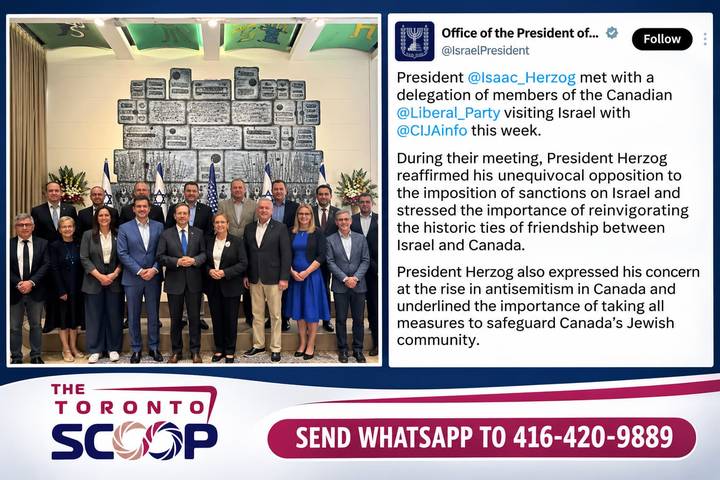 Office of the President of...
@IsraelPresident
Follow
President @Isaac_Herzog met with a
delegation of members of the Canadian
@Liberal_Party visiting Israel with
@CIJAinfo this week.
During their meeting, President Herzog
reaffirmed his unequivocal opposition to
the imposition of sanctions on Israel and
stressed the importance of reinvigorating
the historic ties of friendship between
Israel and Canada.
President Herzog also expressed his concern
at the rise in antisemitism in Canada and
underlined the importance of taking all
measures to safeguard Canada’s Jewish
community.
THE
TORONTO
SCOOP
SEND WHATSAPP TO 416-420-9889